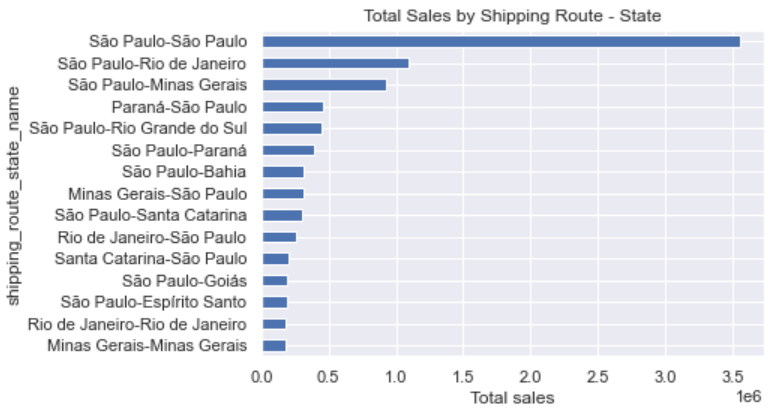 Total Sales by Shipping Route - State
shipping_route_state_name
São Paulo-São Paulo
São Paulo-Rio de Janeiro
São Paulo-Minas Gerais
Paraná-São Paulo
São Paulo-Rio Grande do Sul
São Paulo-Paraná
São Paulo-Bahia
Minas Gerais-São Paulo
São Paulo-Santa Catarina
Rio de Janeiro-São Paulo
Santa Catarina-São Paulo
São Paulo-Goiás
São Paulo-Espírito Santo
Rio de Janeiro-Rio de Janeiro
Minas Gerais-Minas Gerais
0.0 0.5 1.0 1.5 2.0 2.5 3.0 3.5
Total sales
1e6